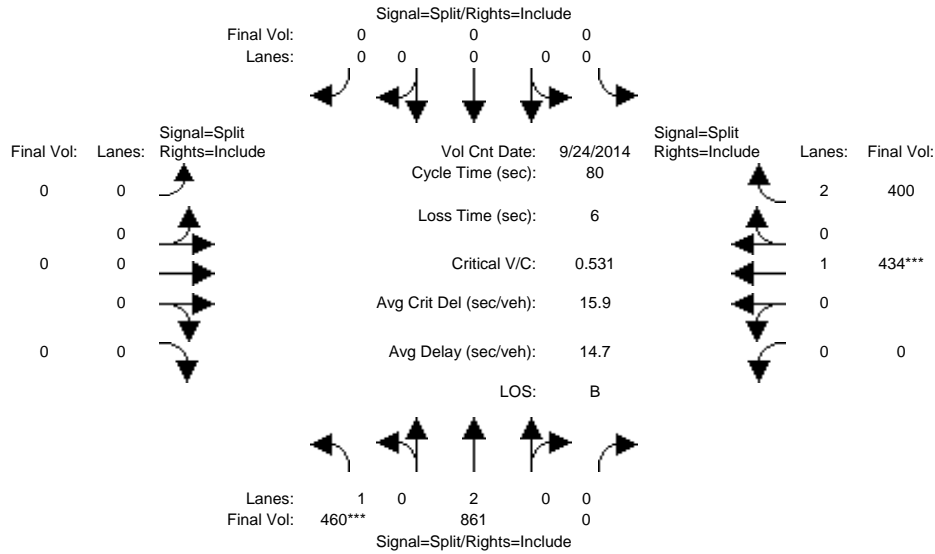 Signal=Split/Rights=Include
Final Vol: 0 0 0
Lanes: 0 0 0 0 0
Signal=Split Signal=Split
Final Vol: Lanes: Rights=Include Vol Cnt Date: 9/24/2014 Rights=Include Lanes: Final Vol:
Cycle Time (sec): 80
0 0 2 400
Loss Time (sec): 6
0 0
0 0 Critical V/C: 0.531 1 434***
0 Avg Crit Del (sec/veh): 15.9 0
0 0 Avg Delay (sec/veh): 14.7 0 0
LOS: B
Lanes: 1 0 2 0 0
Final Vol: 460*** 861 0
Signal=Split/Rights=Include